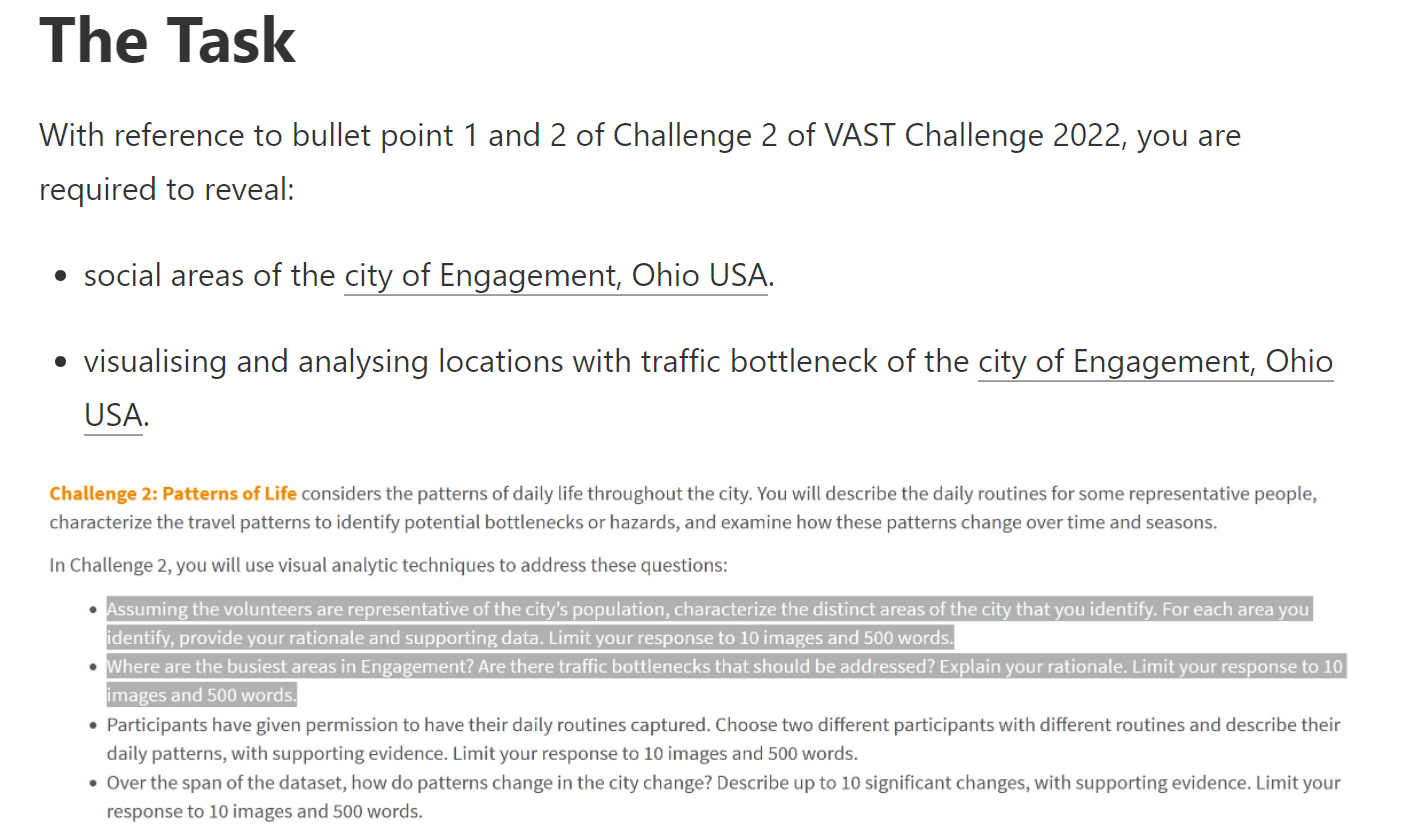 The Task
With reference to bullet point 1 and 2 of Challenge 2 of VAST Challenge 2022, you are
required to reveal:
• social areas of the city of Engagement, Ohio USA.
• visualising and analysing locations with traffic bottleneck of the city of Engagement, Ohio
USA.
Challenge 2: Patterns of Life considers the patterns of daily life throughout the city. You will describe the daily routines for some representative people,
characterize the travel patterns to identify potential bottlenecks or hazards, and examine how these patterns change over time and seasons.
In Challenge 2, you will use visual analytic techniques to address these questions:
• Assuming the volunteers are representative of the city's population, characterize the distinct areas of the city that you identify. For each area you
identify, provide your rationale and supporting data. Limit your response to 10 images and 500 words.
• Where are the busiest areas in Engagement? Are there traffic bottlenecks that should be addressed? Explain your rationale. Limit your response to 10
images and 500 words.
• Participants have given permission to have their daily routines captured. Choose two different participants with different routines and describe their
daily patterns, with supporting evidence. Limit your response to 10 images and 500 words.
• Over the span of the dataset, how do patterns change in the city change? Describe up to 10 significant changes, with supporting evidence. Limit your
response to 10 images and 500 words.